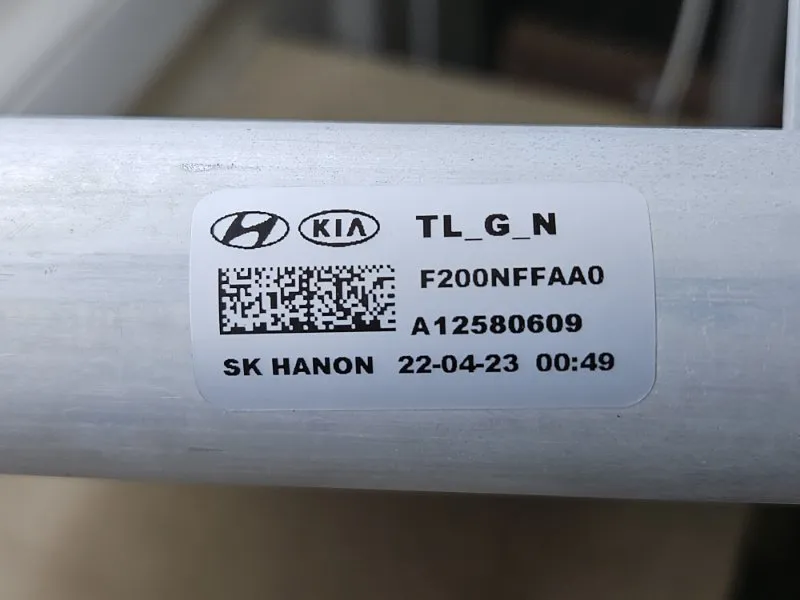 KIA TL_G_N
F200NFFAA0
A12580609
SK HANON 22-04-23 00:49